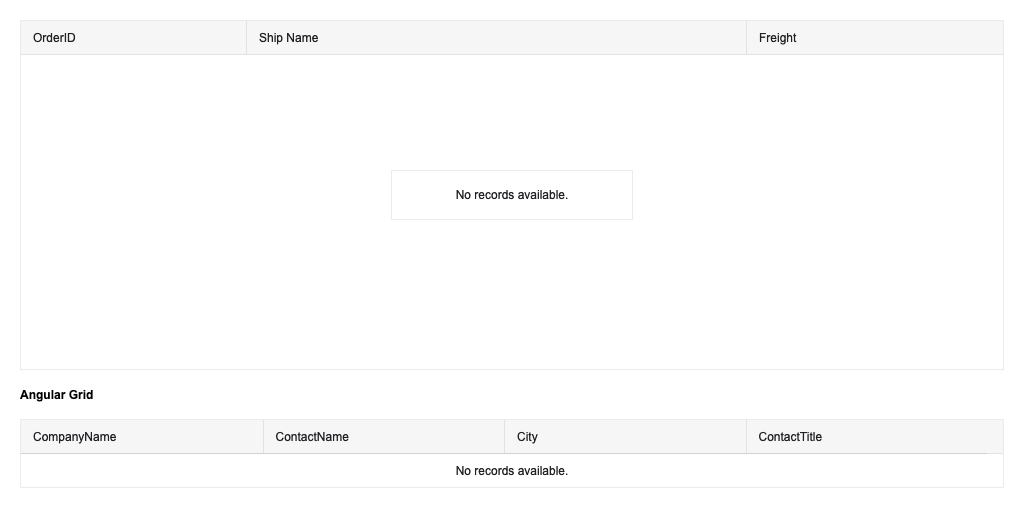 OrderID Ship Name Freight
No records available.
Angular Grid
CompanyName ContactName City ContactTitle
No records available.